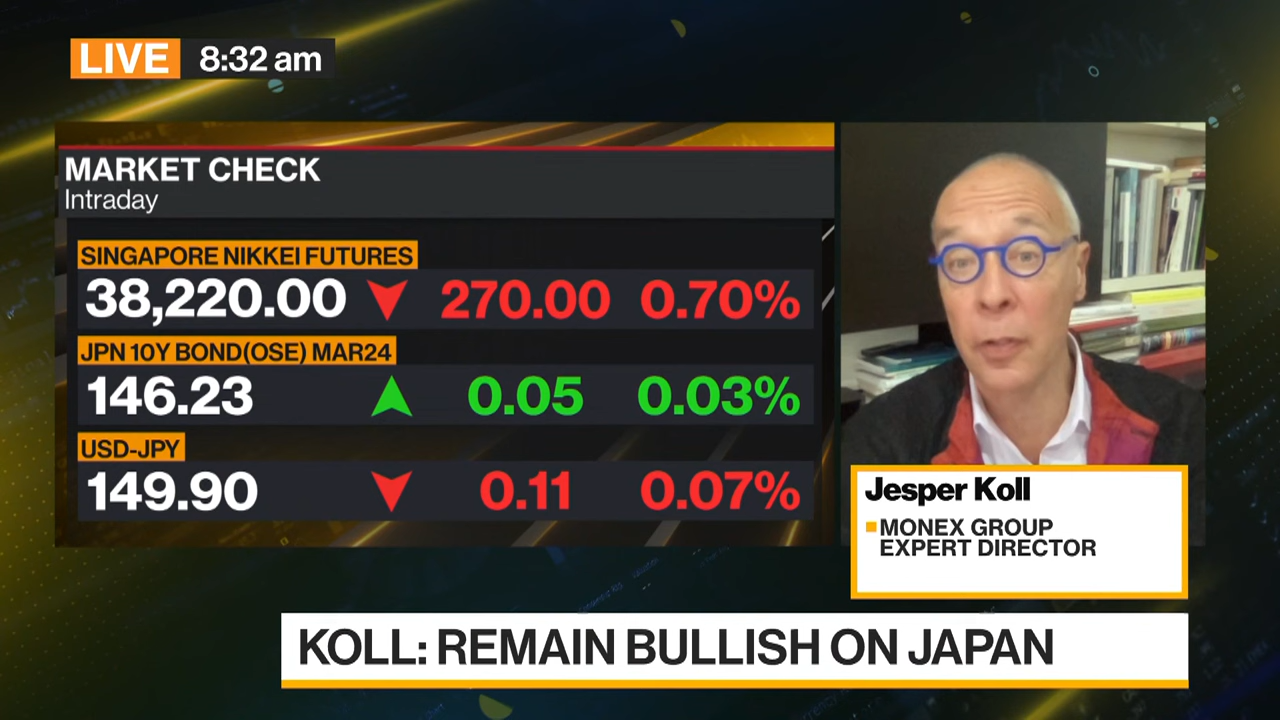 LIVE 8:32 am
MARKET CHECK
Intraday
SINGAPORE NIKKEI FUTURES
38,220.00 ▼ 270.00 0.70%
JPN 10Y BOND(OSE) MAR24
146.23 ▲ 0.05 0.03%
USD-JPY
149.90 ▼ 0.11 0.07%
Jesper Koll
MONEX GROUP
EXPERT DIRECTOR
KOLL: REMAIN BULLISH ON JAPAN